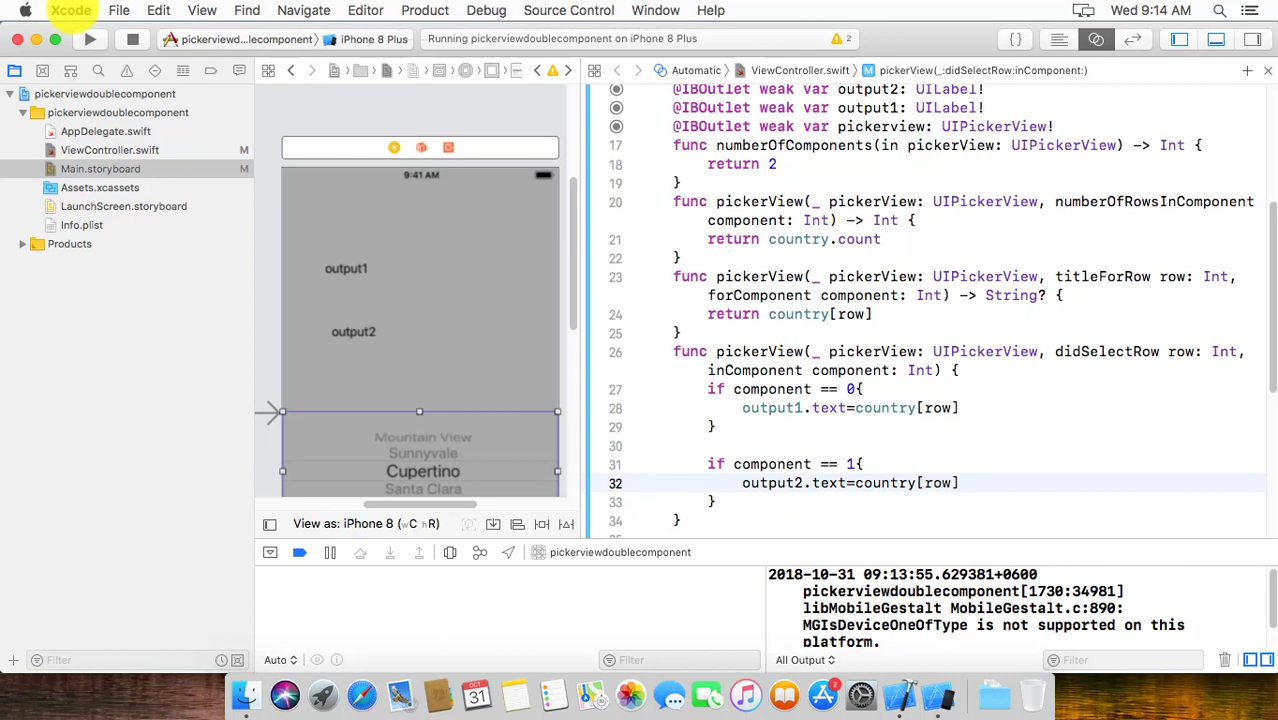 Xcode File Edit View Find Navigate Editor Product Debug Source Control Window Help Wed 9:14 AM
pickerviewd...lecomponent〉 iPhone 8 Plus Running pickerviewdoublecomponent on iPhone 8 Plus 2
Automatic 〉 ViewController.swift 〉 M pickerView(_:didSelectRow:inComponent:)
pickerviewdoublecomponent
pickerviewdoublecomponent
AppDelegate.swift
ViewController.swift M
Main.storyboard M
Assets.xcassets
LaunchScreen.storyboard
Info.plist
Products
9:41 AM
output1
output2
Mountain View
Sunnyvale
Cupertino
Santa Clara
View as: iPhone 8 (wC hR)
@IBOutlet weak var output2: UILabel!
@IBOutlet weak var output1: UILabel!
@IBOutlet weak var pickerview: UIPickerView!
17 func numberOfComponents(in pickerView: UIPickerView) -> Int {
18 return 2
19 }
20 func pickerView(_ pickerView: UIPickerView, numberOfRowsInComponent
component: Int) -> Int {
21 return country.count
22 }
23 func pickerView(_ pickerView: UIPickerView, titleForRow row: Int,
forComponent component: Int) -> String? {
24 return country[row]
25 }
26 func pickerView(_ pickerView: UIPickerView, didSelectRow row: Int,
inComponent component: Int) {
27 if component == 0{
28 output1.text=country[row]
29 }
30
31 if component == 1{
32 output2.text=country[row]
33 }
34 }
pickerviewdoublecomponent
2018-10-31 09:13:55.629381+0600
pickerviewdoublecomponent[1730:34981]
libMobileGestalt MobileGestalt.c:890:
MGIsDeviceOneOfType is not supported on this
platform.
Filter Auto Filter All Output Filter
OCT
31
2